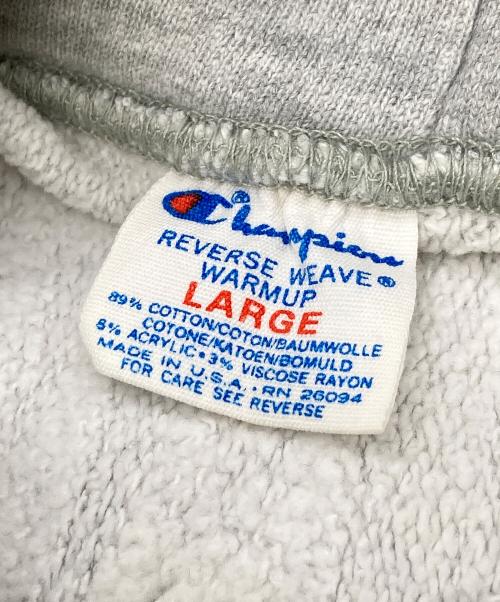 Champion®
REVERSE WEAVE®
WARMUP
LARGE
89% COTTON/COTON/BAUMWOLLE
COTONE/KATOEN/BOMULD
8% ACRYLIC • 3% VISCOSE RAYON
MADE IN U.S.A. • RN 26094
FOR CARE SEE REVERSE